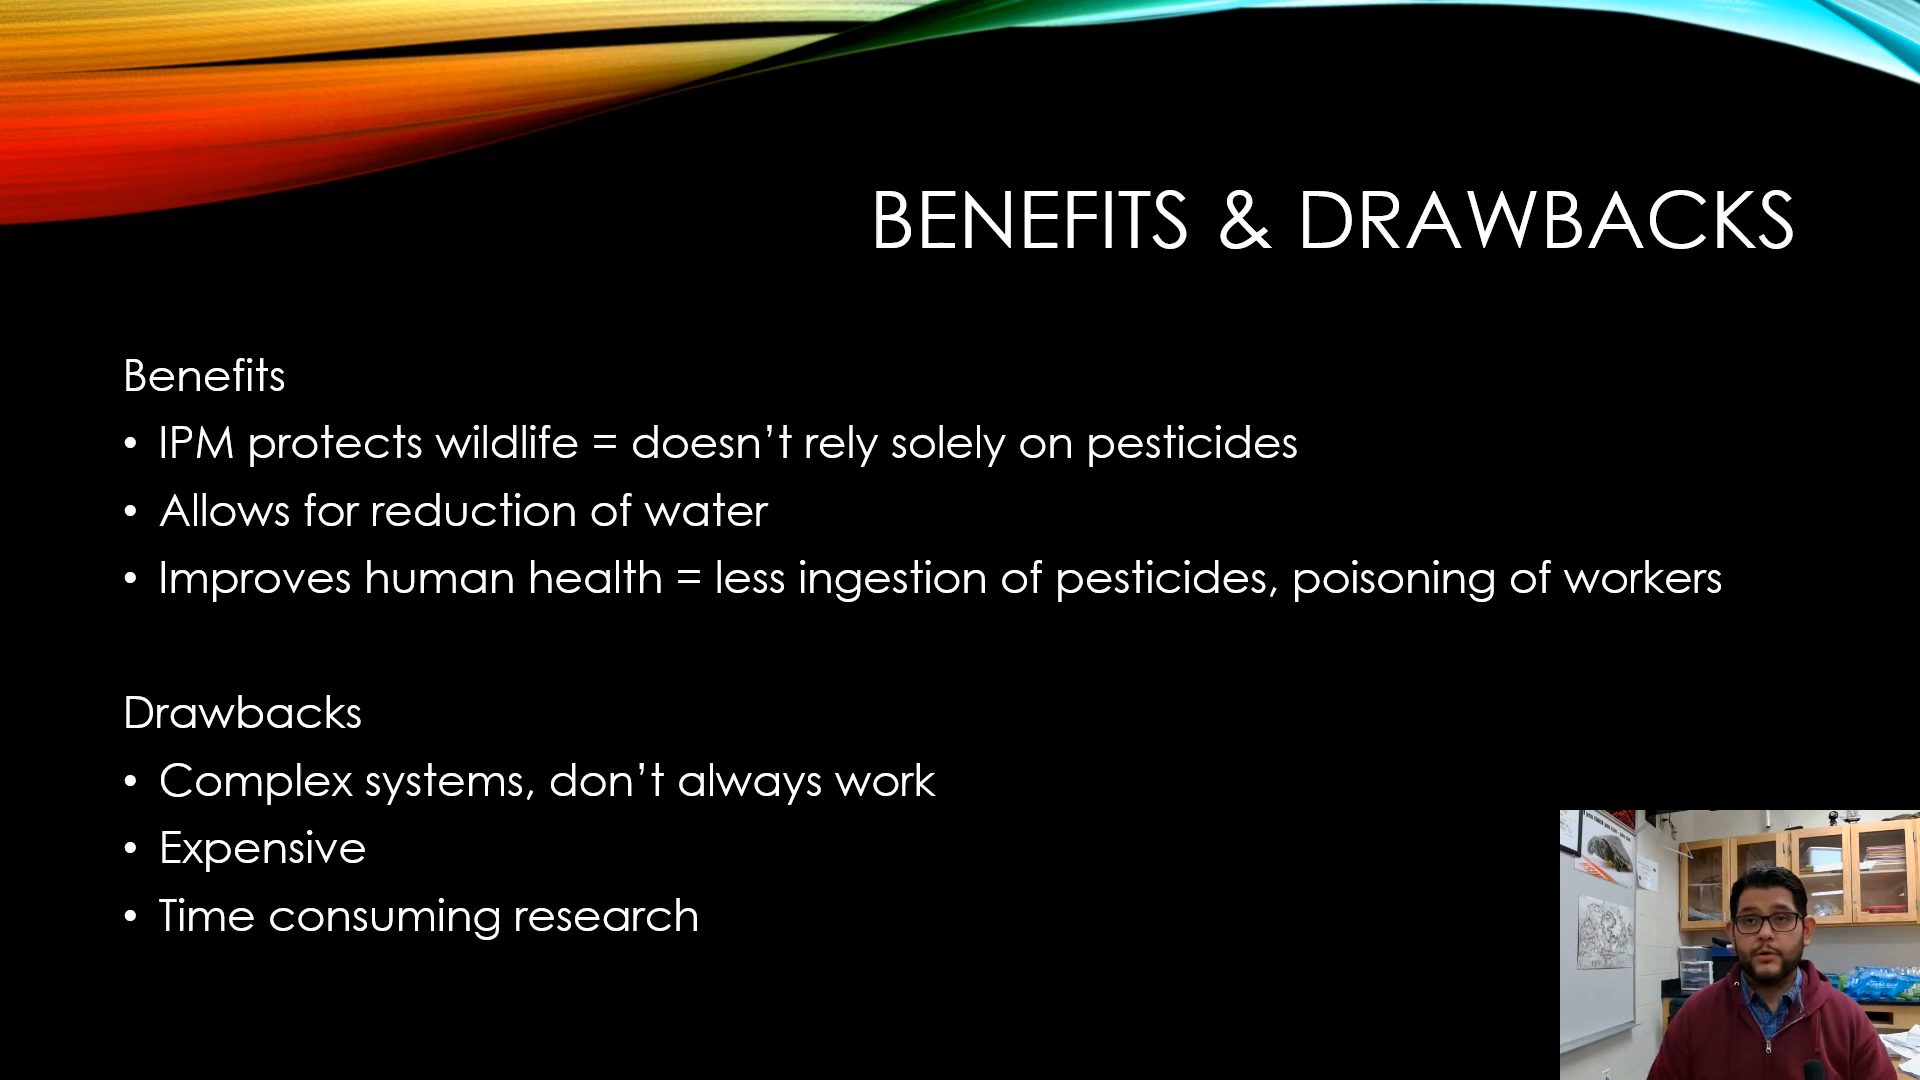 BENEFITS & DRAWBACKS
Benefits
• IPM protects wildlife = doesn’t rely solely on pesticides
• Allows for reduction of water
• Improves human health = less ingestion of pesticides, poisoning of workers
Drawbacks
• Complex systems, don’t always work
• Expensive
• Time consuming research